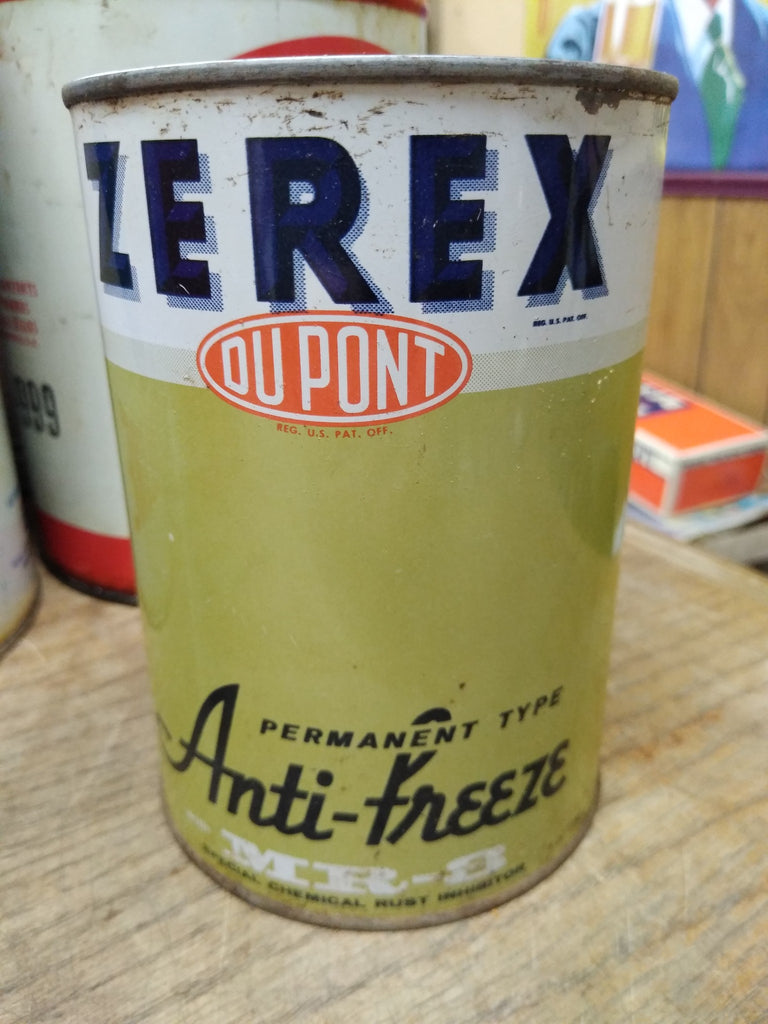 ZEREX
REG. U.S. PAT. OFF.
DU PONT
REG. U.S. PAT. OFF.
PERMANENT TYPE
Anti-Freeze
MR-8
SPECIAL CHEMICAL RUST INHIBITOR
999